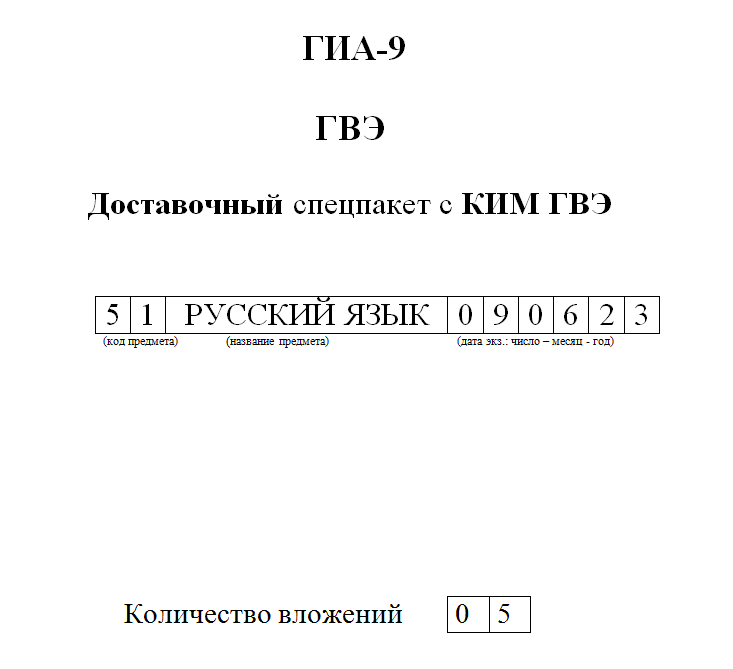 ГИА-9
ГВЭ
Доставочный спецпакет с КИМ ГВЭ
5 1 РУССКИЙ ЯЗЫК 0 9 0 6 2 3
(код предмета) (название предмета) (дата экз.: число – месяц - год)
Количество вложений 0 5